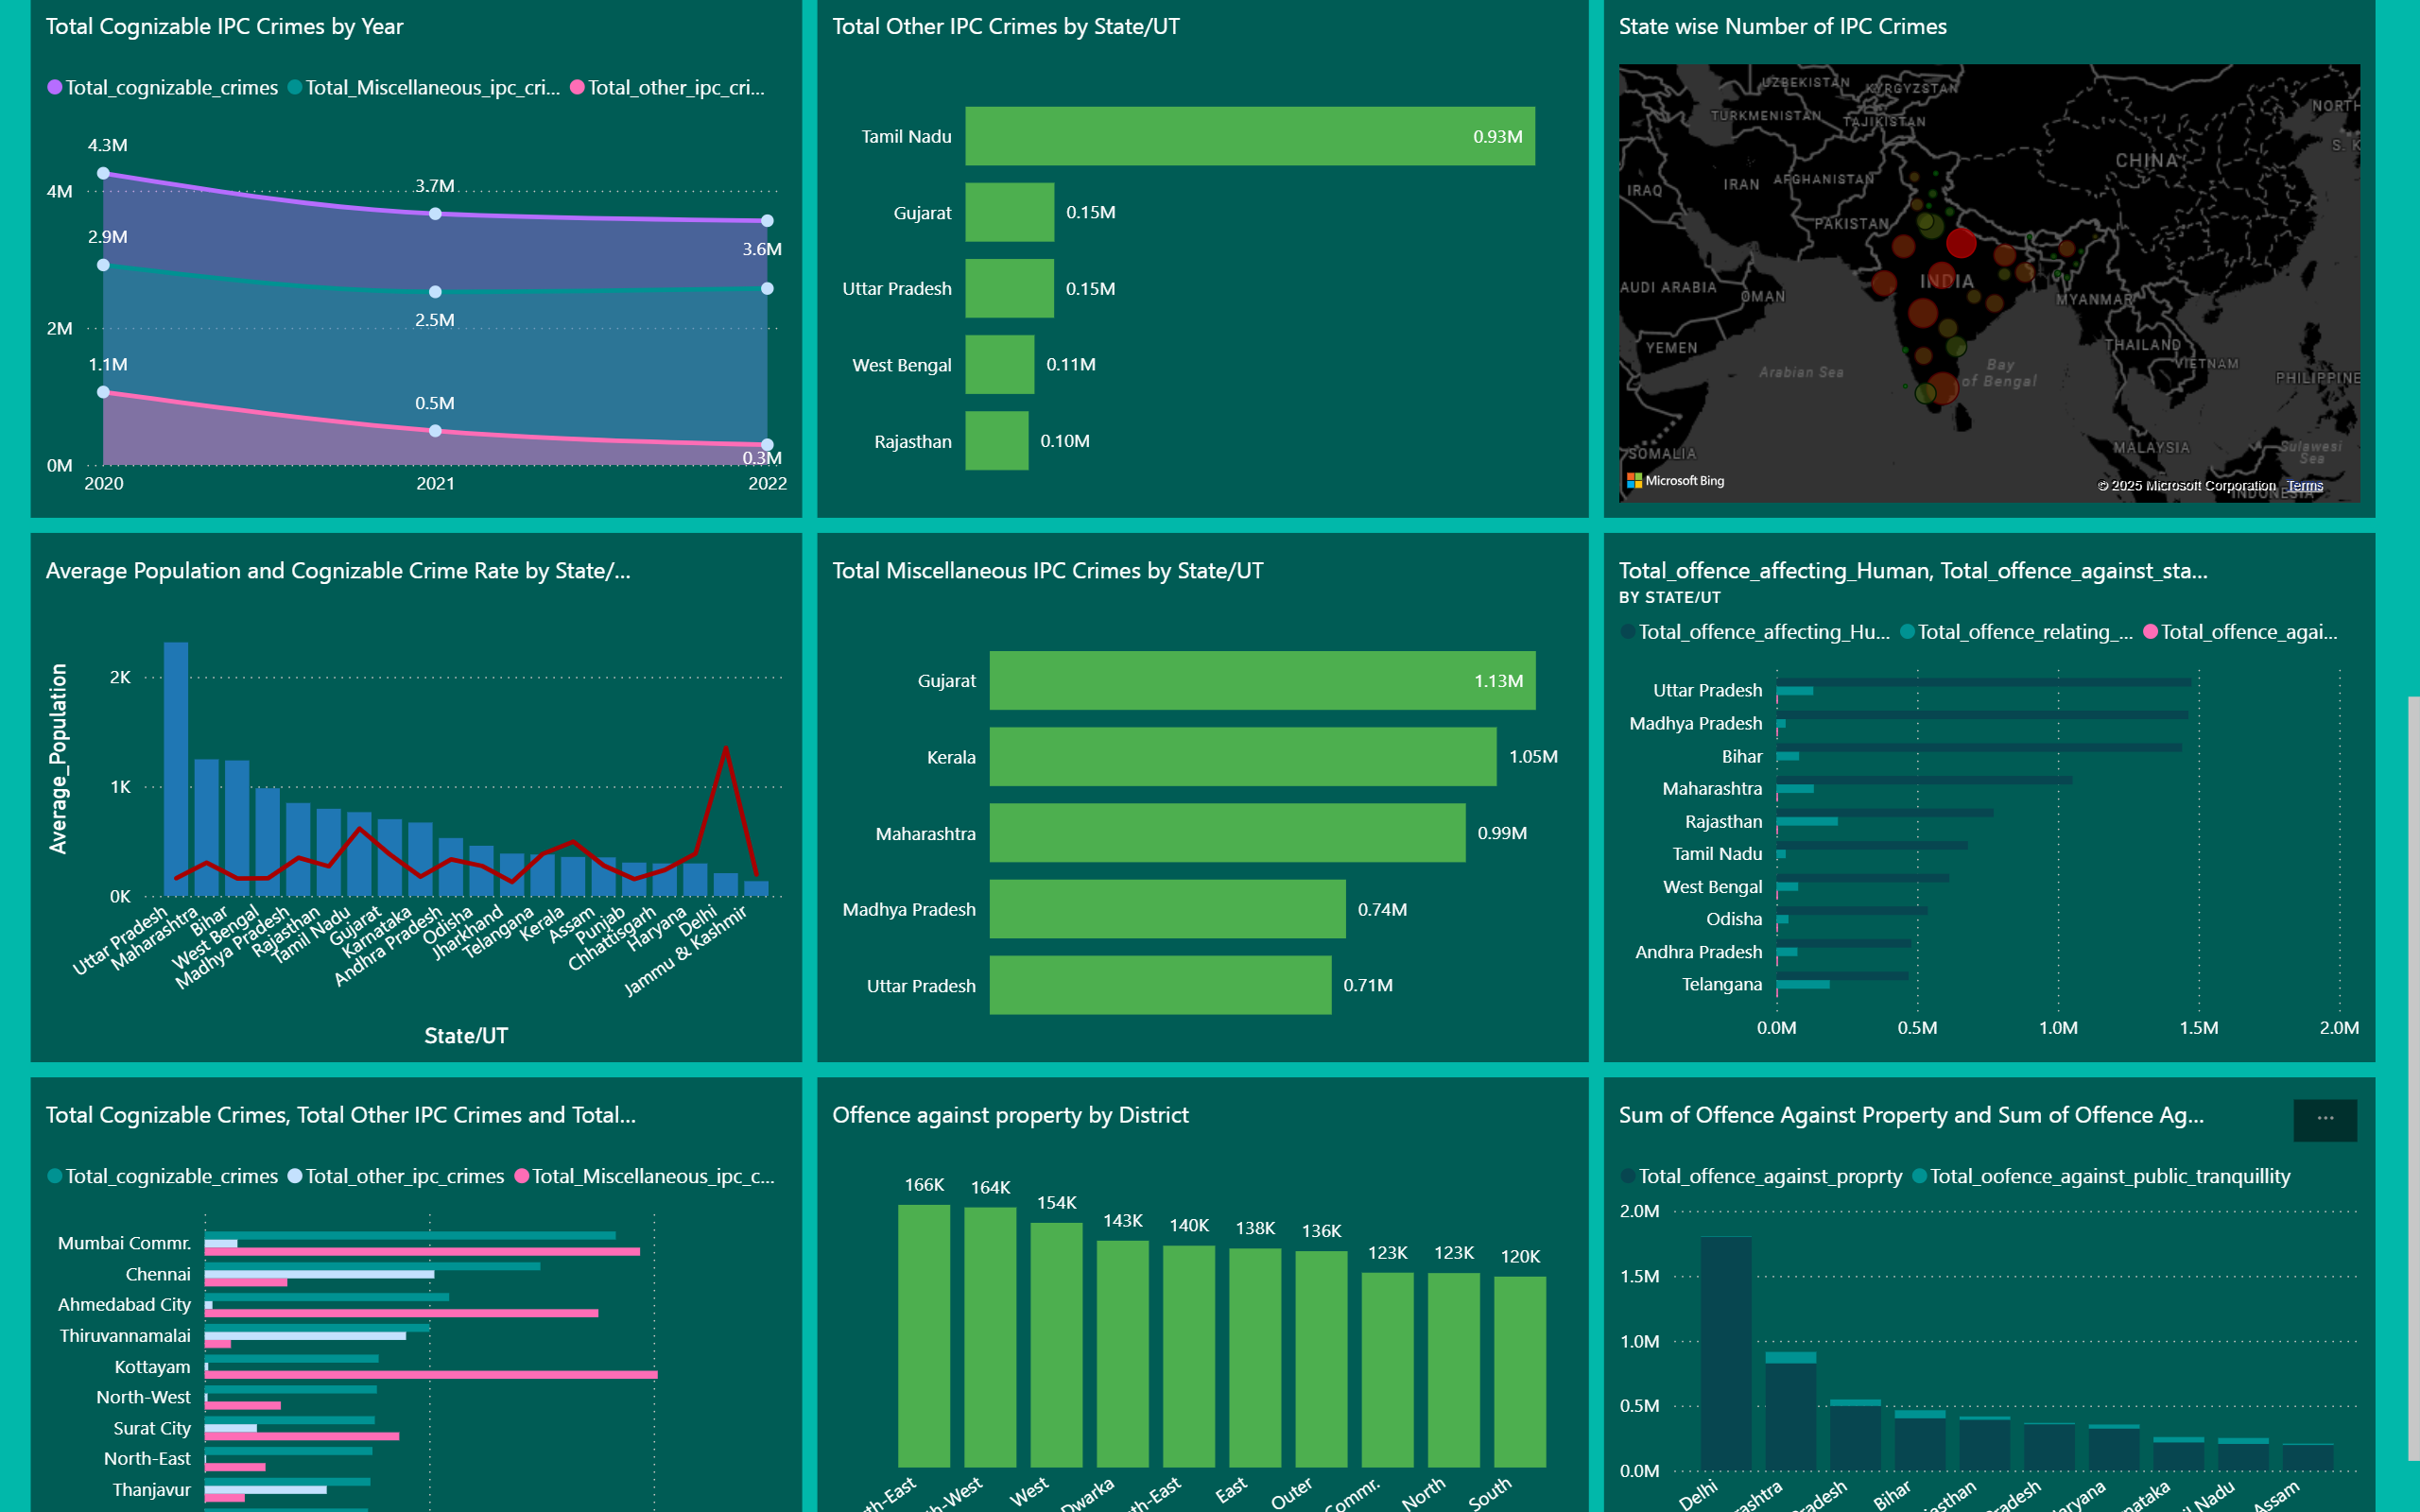 Total Cognizable IPC Crimes by Year
Total_cognizable_crimes Total_Miscellaneous_ipc_cri... Total_other_ipc_cri...
4.3M
4M
3.7M
2.9M
3.6M
2M
2.5M
1.1M
0.5M
0.3M
0M
2020 2021 2022
Total Other IPC Crimes by State/UT
Tamil Nadu 0.93M
Gujarat 0.15M
Uttar Pradesh 0.15M
West Bengal 0.11M
Rajasthan 0.10M
State wise Number of IPC Crimes
UZBEKISTAN
KYRGYZSTAN
NORTH
TURKMENISTAN
TAJIKISTAN
S. K
CHINA
AFGHANISTAN
IRAN
IRAQ
PAKISTAN
INDIA
AUDI ARABIA
OMAN
MYANMAR
YEMEN
THAILAND
VIETNAM
Arabian Sea
Bay
of Bengal
PHILIPPINE
SOMALIA
MALAYSIA
Sulawesi
Sea
Microsoft Bing
© 2025 Microsoft Corporation Terms
INDONESIA
Average Population and Cognizable Crime Rate by State/...
Average_Population
2K
1K
0K
Uttar Pradesh
Maharashtra
Bihar
West Bengal
Madhya Pradesh
Rajasthan
Tamil Nadu
Gujarat
Karnataka
Andhra Pradesh
Odisha
Jharkhand
Telangana
Kerala
Assam
Punjab
Chhattisgarh
Haryana
Delhi
Jammu & Kashmir
State/UT
Total Miscellaneous IPC Crimes by State/UT
Gujarat 1.13M
Kerala 1.05M
Maharashtra 0.99M
Madhya Pradesh 0.74M
Uttar Pradesh 0.71M
Total_offence_affecting_Human, Total_offence_against_sta...
BY STATE/UT
Total_offence_affecting_Hu... Total_offence_relating_... Total_offence_agai...
Uttar Pradesh
Madhya Pradesh
Bihar
Maharashtra
Rajasthan
Tamil Nadu
West Bengal
Odisha
Andhra Pradesh
Telangana
0.0M 0.5M 1.0M 1.5M 2.0M
Total Cognizable Crimes, Total Other IPC Crimes and Total...
Total_cognizable_crimes Total_other_ipc_crimes Total_Miscellaneous_ipc_c...
Mumbai Commr.
Chennai
Ahmedabad City
Thiruvannamalai
Kottayam
North-West
Surat City
North-East
Thanjavur
Offence against property by District
166K 164K 154K 143K 140K 138K 136K 123K 123K 120K
th-East
h-West
West
Dwarka
th-East
East
Outer
Commr.
North
South
Sum of Offence Against Property and Sum of Offence Ag...
...
Total_offence_against_proprty Total_oofence_against_public_tranquillity
2.0M
1.5M
1.0M
0.5M
0.0M
Delhi
rashtra
Pradesh
Bihar
asthan
Pradesh
aryana
nataka
il Nadu
Assam